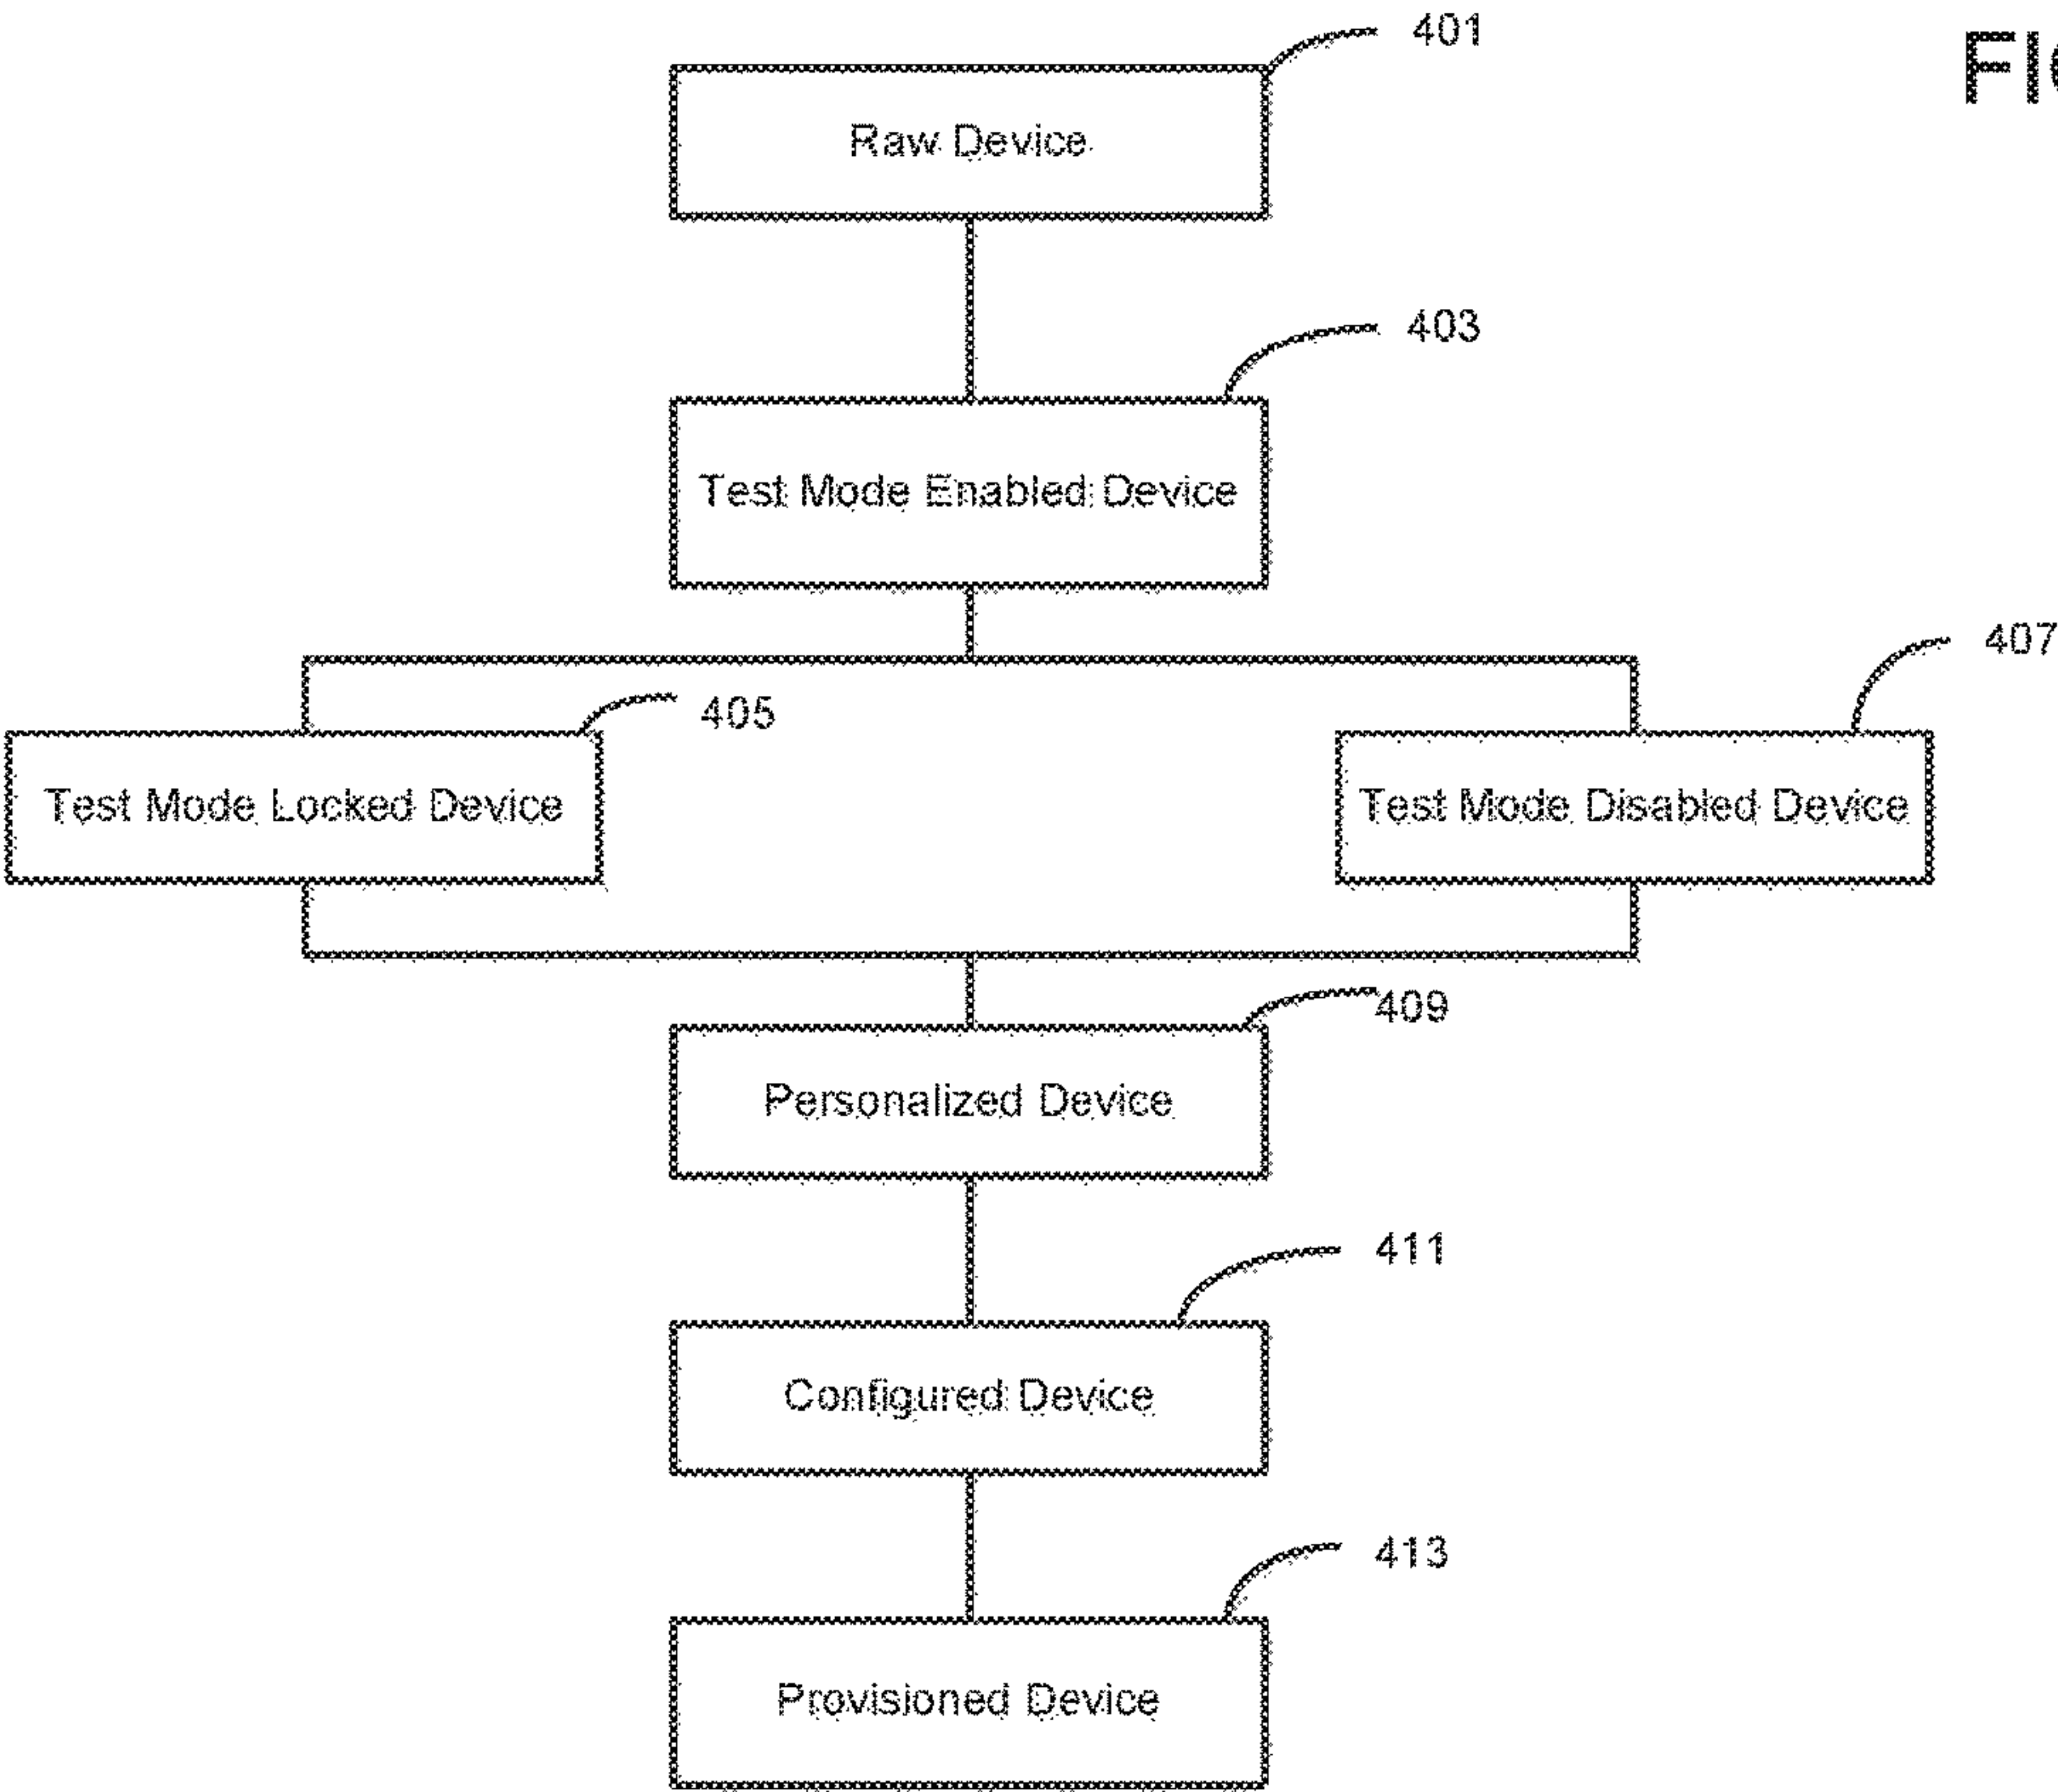 401
FIG
Raw Device
403
Test Mode Enabled Device
407
405
Test Mode Locked Device
Test Mode Disabled Device
409
Personalized Device
411
Configured Device
413
Provisioned Device